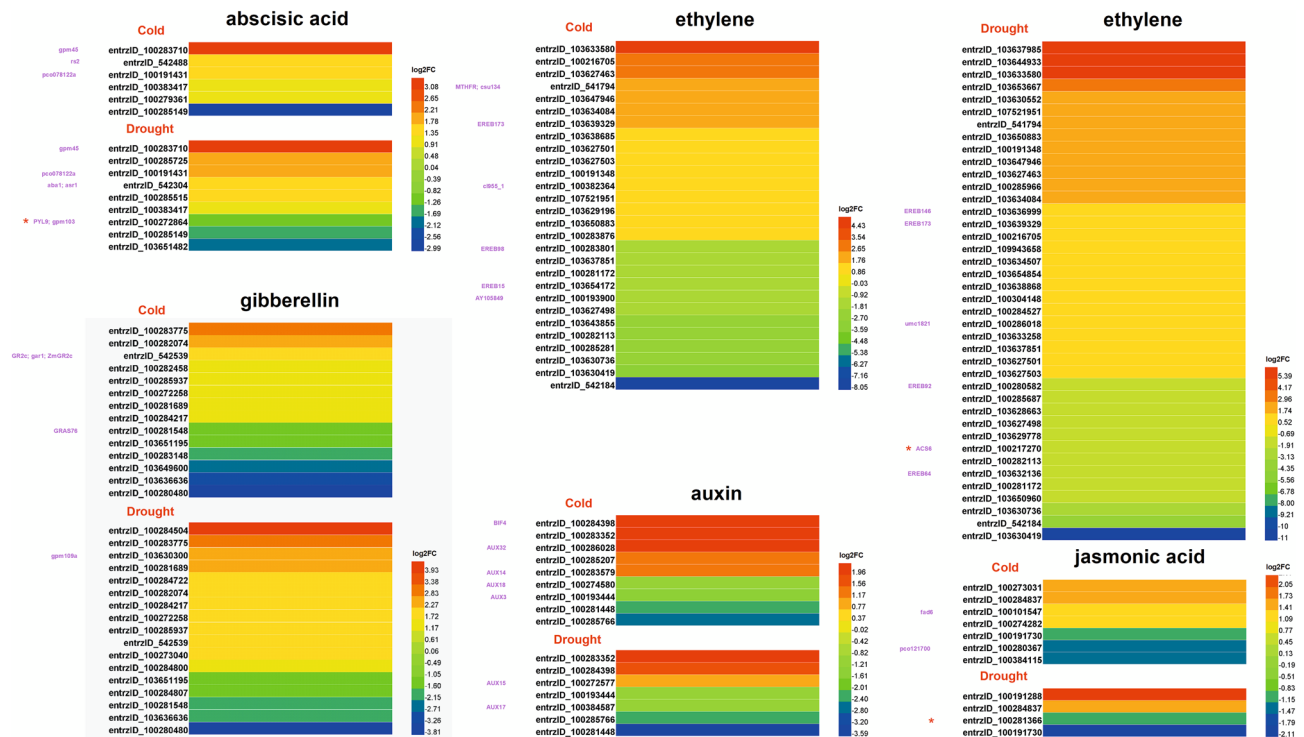 abscisic acid
Cold
gpm45 entrzID_100283710
rs2 entrzID_542488
pco078122a entrzID_100191431
entrzID_100383417
entrzID_100279361
entrzID_100285149
Drought
gpm45 entrzID_100283710
entrzID_100285725
pco078122a entrzID_100191431
aba1; asr1 entrzID_542304
entrzID_100285515
entrzID_100383417
* PYL9; gpm103 entrzID_100272864
entrzID_100285149
entrzID_103651482
log2FC
3.08
2.65
2.21
1.78
1.35
0.91
0.48
0.04
-0.39
-0.82
-1.26
-1.69
-2.12
-2.56
-2.99
gibberellin
Cold
entrzID_100283775
entrzID_100282074
GR2c; gar1; ZmGR2c entrzID_542539
entrzID_100282458
entrzID_100285937
entrzID_100272258
entrzID_100281689
entrzID_100284217
GRAS76 entrzID_100281548
entrzID_103651195
entrzID_100283148
entrzID_103649600
entrzID_103636636
entrzID_100280480
Drought
entrzID_100284504
entrzID_100283775
gpm109a entrzID_103630300
entrzID_100281689
entrzID_100284722
entrzID_100282074
entrzID_100284217
entrzID_100272258
entrzID_100285937
entrzID_542539
entrzID_100273040
entrzID_100284800
entrzID_103651195
entrzID_100284807
entrzID_100281548
entrzID_103636636
entrzID_100280480
log2FC
3.93
3.38
2.83
2.27
1.72
1.17
0.61
0.06
-0.49
-1.05
-1.60
-2.15
-2.71
-3.26
-3.81
ethylene
Cold
entrzID_103633580
entrzID_100216705
entrzID_103627463
MTHFR; csu134 entrzID_541794
entrzID_103647946
entrzID_103634084
EREB173 entrzID_103639329
entrzID_103638685
entrzID_103627501
entrzID_103627503
entrzID_100191348
cl955_1 entrzID_100382364
entrzID_107521951
entrzID_103629196
entrzID_103650883
entrzID_100283876
EREB98 entrzID_100283801
entrzID_103637851
entrzID_100281172
EREB15 entrzID_103654172
AY105849 entrzID_100193900
entrzID_103627498
entrzID_103643855
entrzID_100282113
entrzID_100285281
entrzID_103630736
entrzID_103630419
entrzID_542184
log2FC
4.43
3.54
2.65
1.76
0.86
-0.03
-0.92
-1.81
-2.70
-3.59
-4.48
-5.38
-6.27
-7.16
-8.05
auxin
Cold
BIF4 entrzID_100284398
entrzID_100283352
AUX32 entrzID_100286028
entrzID_100285207
AUX14 entrzID_100283579
AUX18 entrzID_100274580
AUX3 entrzID_100193444
entrzID_100281448
entrzID_100285766
Drought
entrzID_100283352
entrzID_100284398
AUX15 entrzID_100272577
entrzID_100193444
AUX17 entrzID_100384587
entrzID_100285766
entrzID_100281448
log2FC
1.96
1.56
1.17
0.77
0.37
-0.02
-0.42
-0.82
-1.21
-1.61
-2.01
-2.40
-2.80
-3.20
-3.59
ethylene
Drought
entrzID_103637985
entrzID_103644933
entrzID_103633580
entrzID_103653667
entrzID_103630552
entrzID_107521951
entrzID_541794
entrzID_103650883
entrzID_100191348
entrzID_103647946
entrzID_103627463
entrzID_100285966
entrzID_103634084
EREB146 entrzID_103636999
EREB173 entrzID_103639329
entrzID_100216705
entrzID_109943658
entrzID_103634507
entrzID_103654854
entrzID_103638868
entrzID_100304148
entrzID_100284527
umc1821 entrzID_100286018
entrzID_103633258
entrzID_103637851
entrzID_103627501
entrzID_103627503
EREB93 entrzID_100280582
entrzID_100285687
entrzID_103628663
entrzID_103627498
entrzID_103629778
* ACS6 entrzID_100217270
entrzID_100282113
EREB84 entrzID_103632136
entrzID_100281172
entrzID_103650960
entrzID_103630736
entrzID_542184
entrzID_103630419
log2FC
5.39
4.17
2.96
1.74
0.52
-0.69
-1.91
-3.13
-4.35
-5.56
-6.78
-8.00
-9.21
-10
-11
jasmonic acid
Cold
entrzID_100273031
entrzID_100284837
fad8 entrzID_100101547
entrzID_100274282
entrzID_100191730
pco121700 entrzID_100280367
entrzID_100384115
Drought
entrzID_100191288
entrzID_100284837
* entrzID_100281366
entrzID_100191730
log2FC
2.05
1.73
1.41
1.09
0.77
0.45
0.13
-0.19
-0.51
-0.83
-1.15
-1.47
-1.79
-2.11